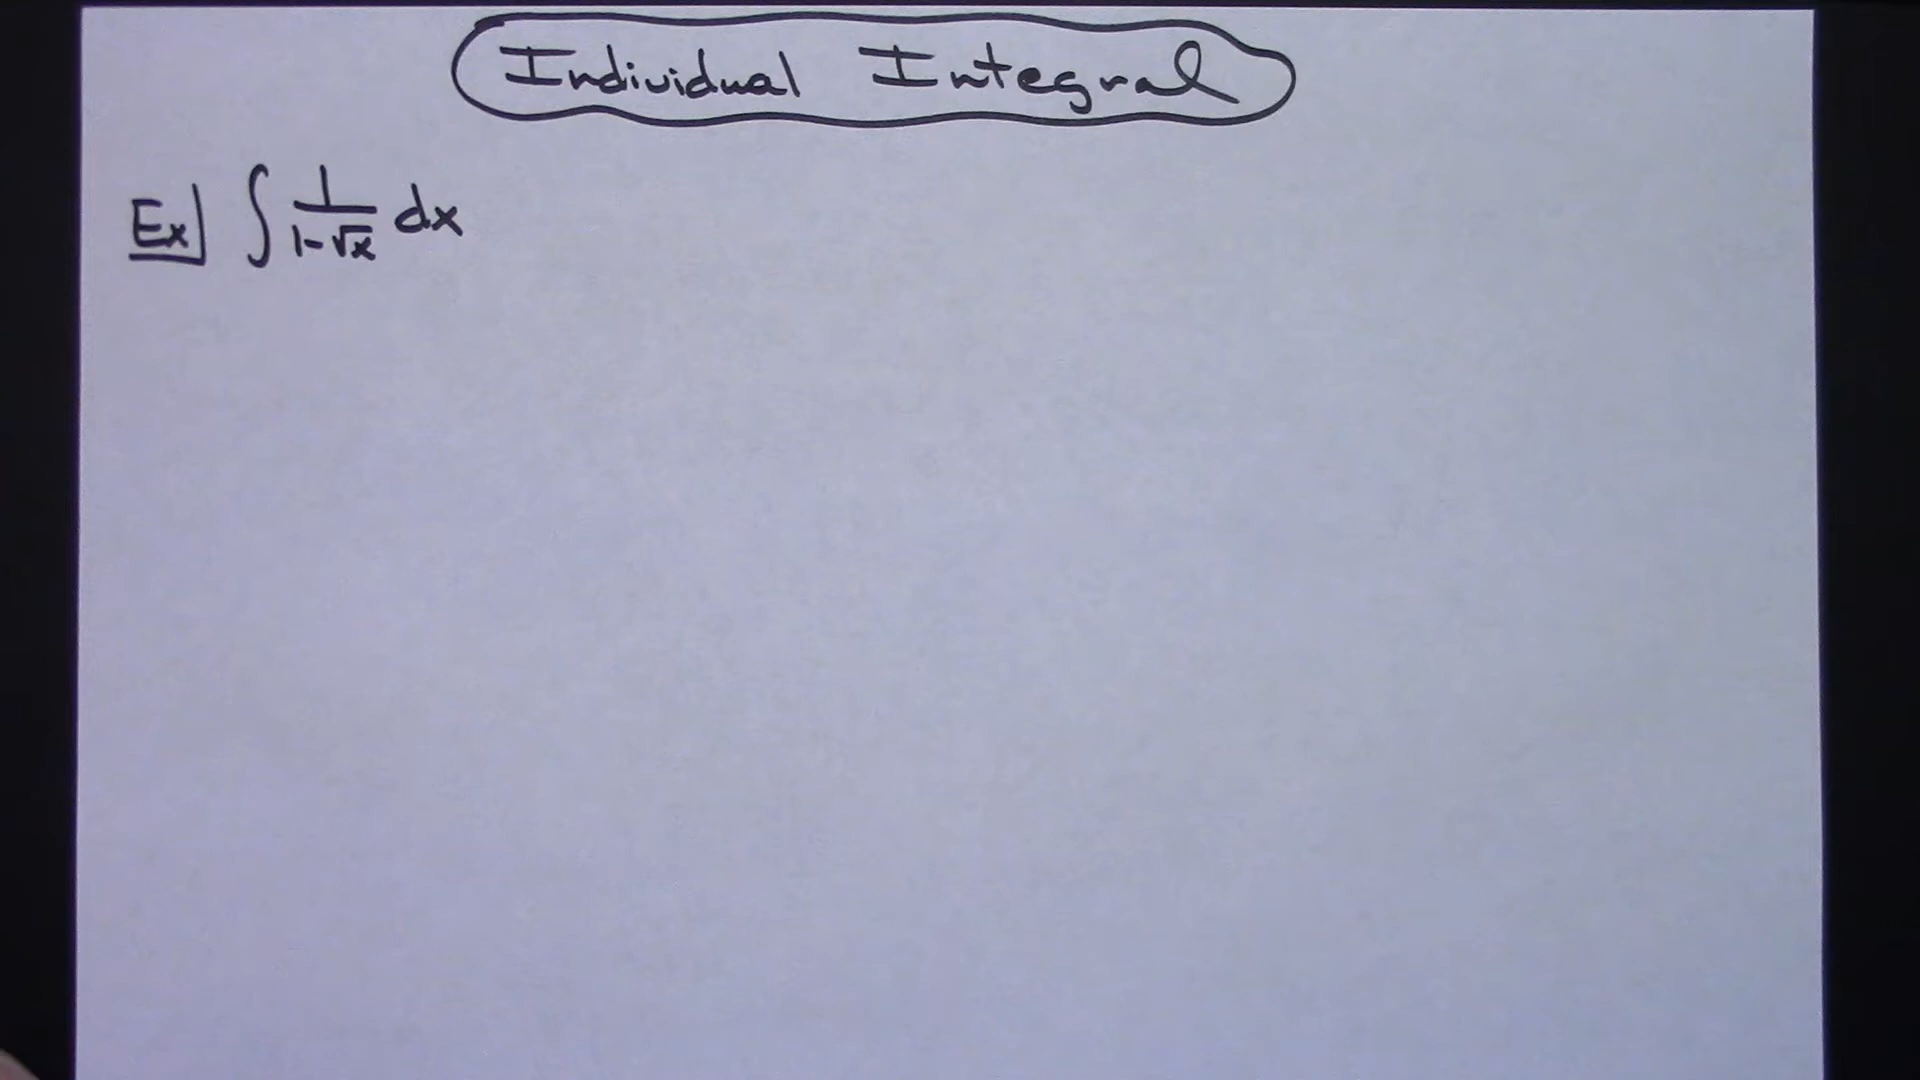 Individual Integral
Ex ∫ 1/(1-√x) dx